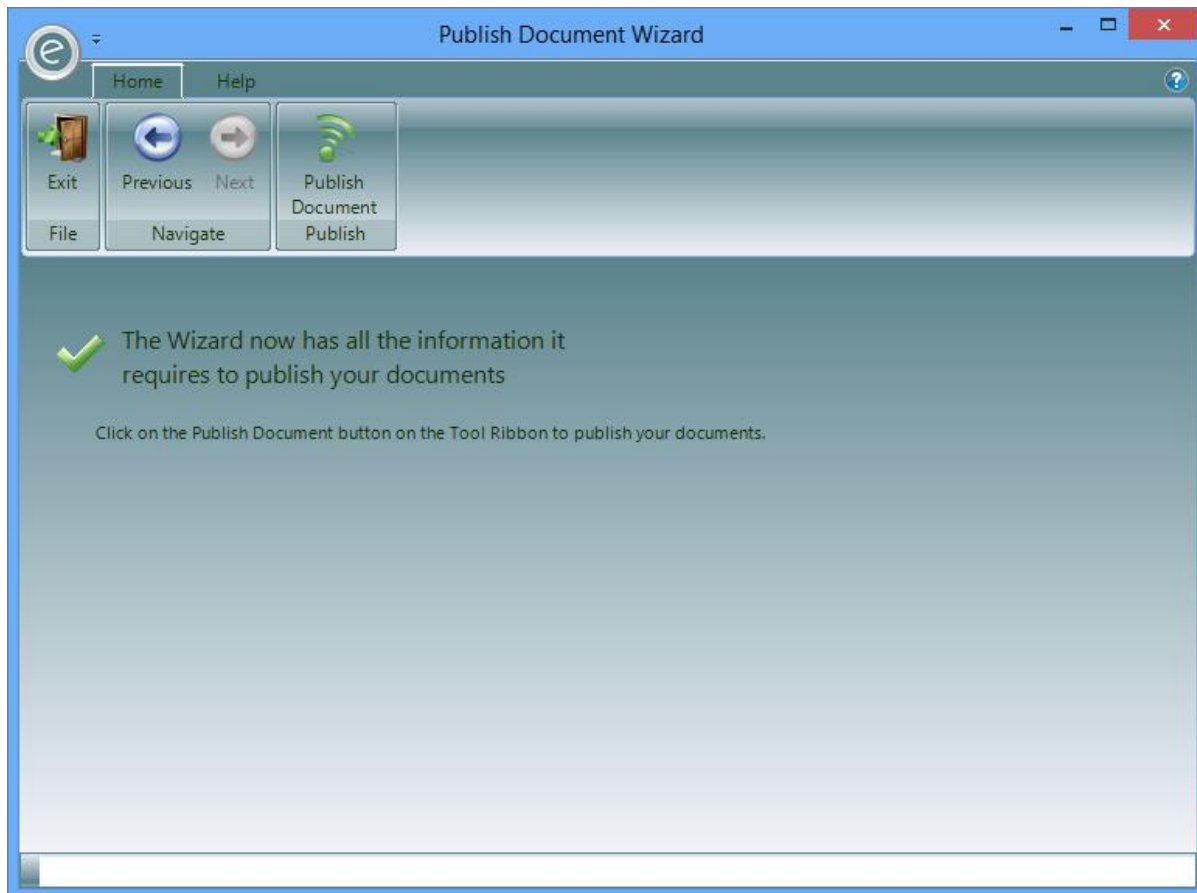 Publish Document Wizard
e
Home Help
?
Exit Previous Next Publish
Document
File Navigate Publish
The Wizard now has all the information it
requires to publish your documents
Click on the Publish Document button on the Tool Ribbon to publish your documents.